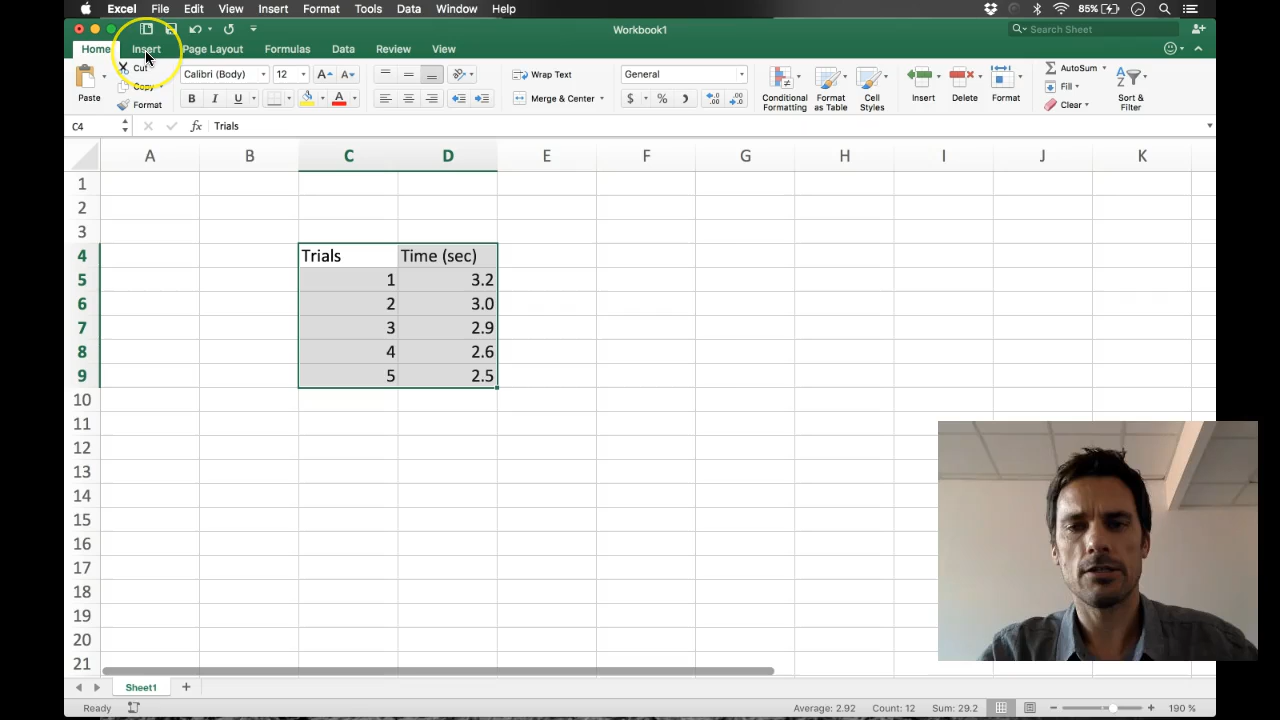 Excel File Edit View Insert Format Tools Data Window Help 85%
Workbook1
Search Sheet
Home Insert Page Layout Formulas Data Review View
Paste
Cut
Copy
Format
Calibri (Body) 12
B I U A
Wrap Text
Merge & Center
General
$ %
Conditional Formatting
Format as Table
Cell Styles
Insert
Delete
Format
AutoSum
Fill
Clear
Sort & Filter
C4 fx Trials
A B C D E F G H I J K
1
2
3
4 Trials Time (sec)
5 1 3.2
6 2 3.0
7 3 2.9
8 4 2.6
9 5 2.5
10
11
12
13
14
15
16
17
18
19
20
21
Sheet1
Ready Average: 2.92 Count: 12 Sum: 29.2 190 %